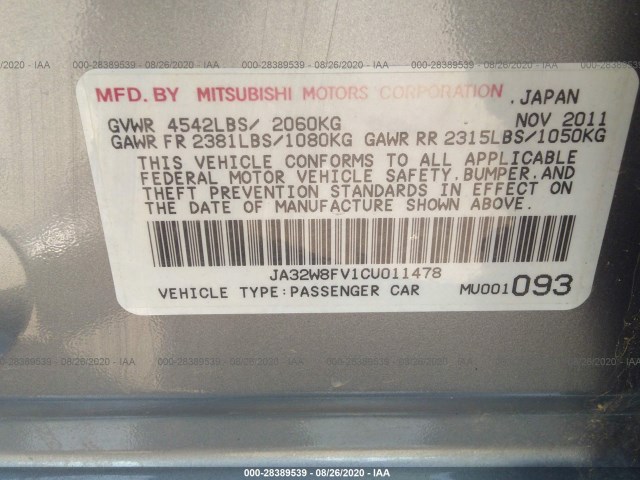 000-28389539 - 08/26/2020 - IAA
MFD. BY MITSUBISHI MOTORS CORPORATION . JAPAN
GVWR 4542LBS/ 2060KG NOV 2011
GAWR FR 2381LBS/1080KG GAWR RR 2315LBS/1050KG
THIS VEHICLE CONFORMS TO ALL APPLICABLE
FEDERAL MOTOR VEHICLE SAFETY.BUMPER.AND
THEFT PREVENTION STANDARDS IN EFFECT ON
THE DATE OF MANUFACTURE SHOWN ABOVE.
JA32W8FV1CU011478
VEHICLE TYPE:PASSENGER CAR MU001093
000-28389539 - 08/26/2020 - IAA